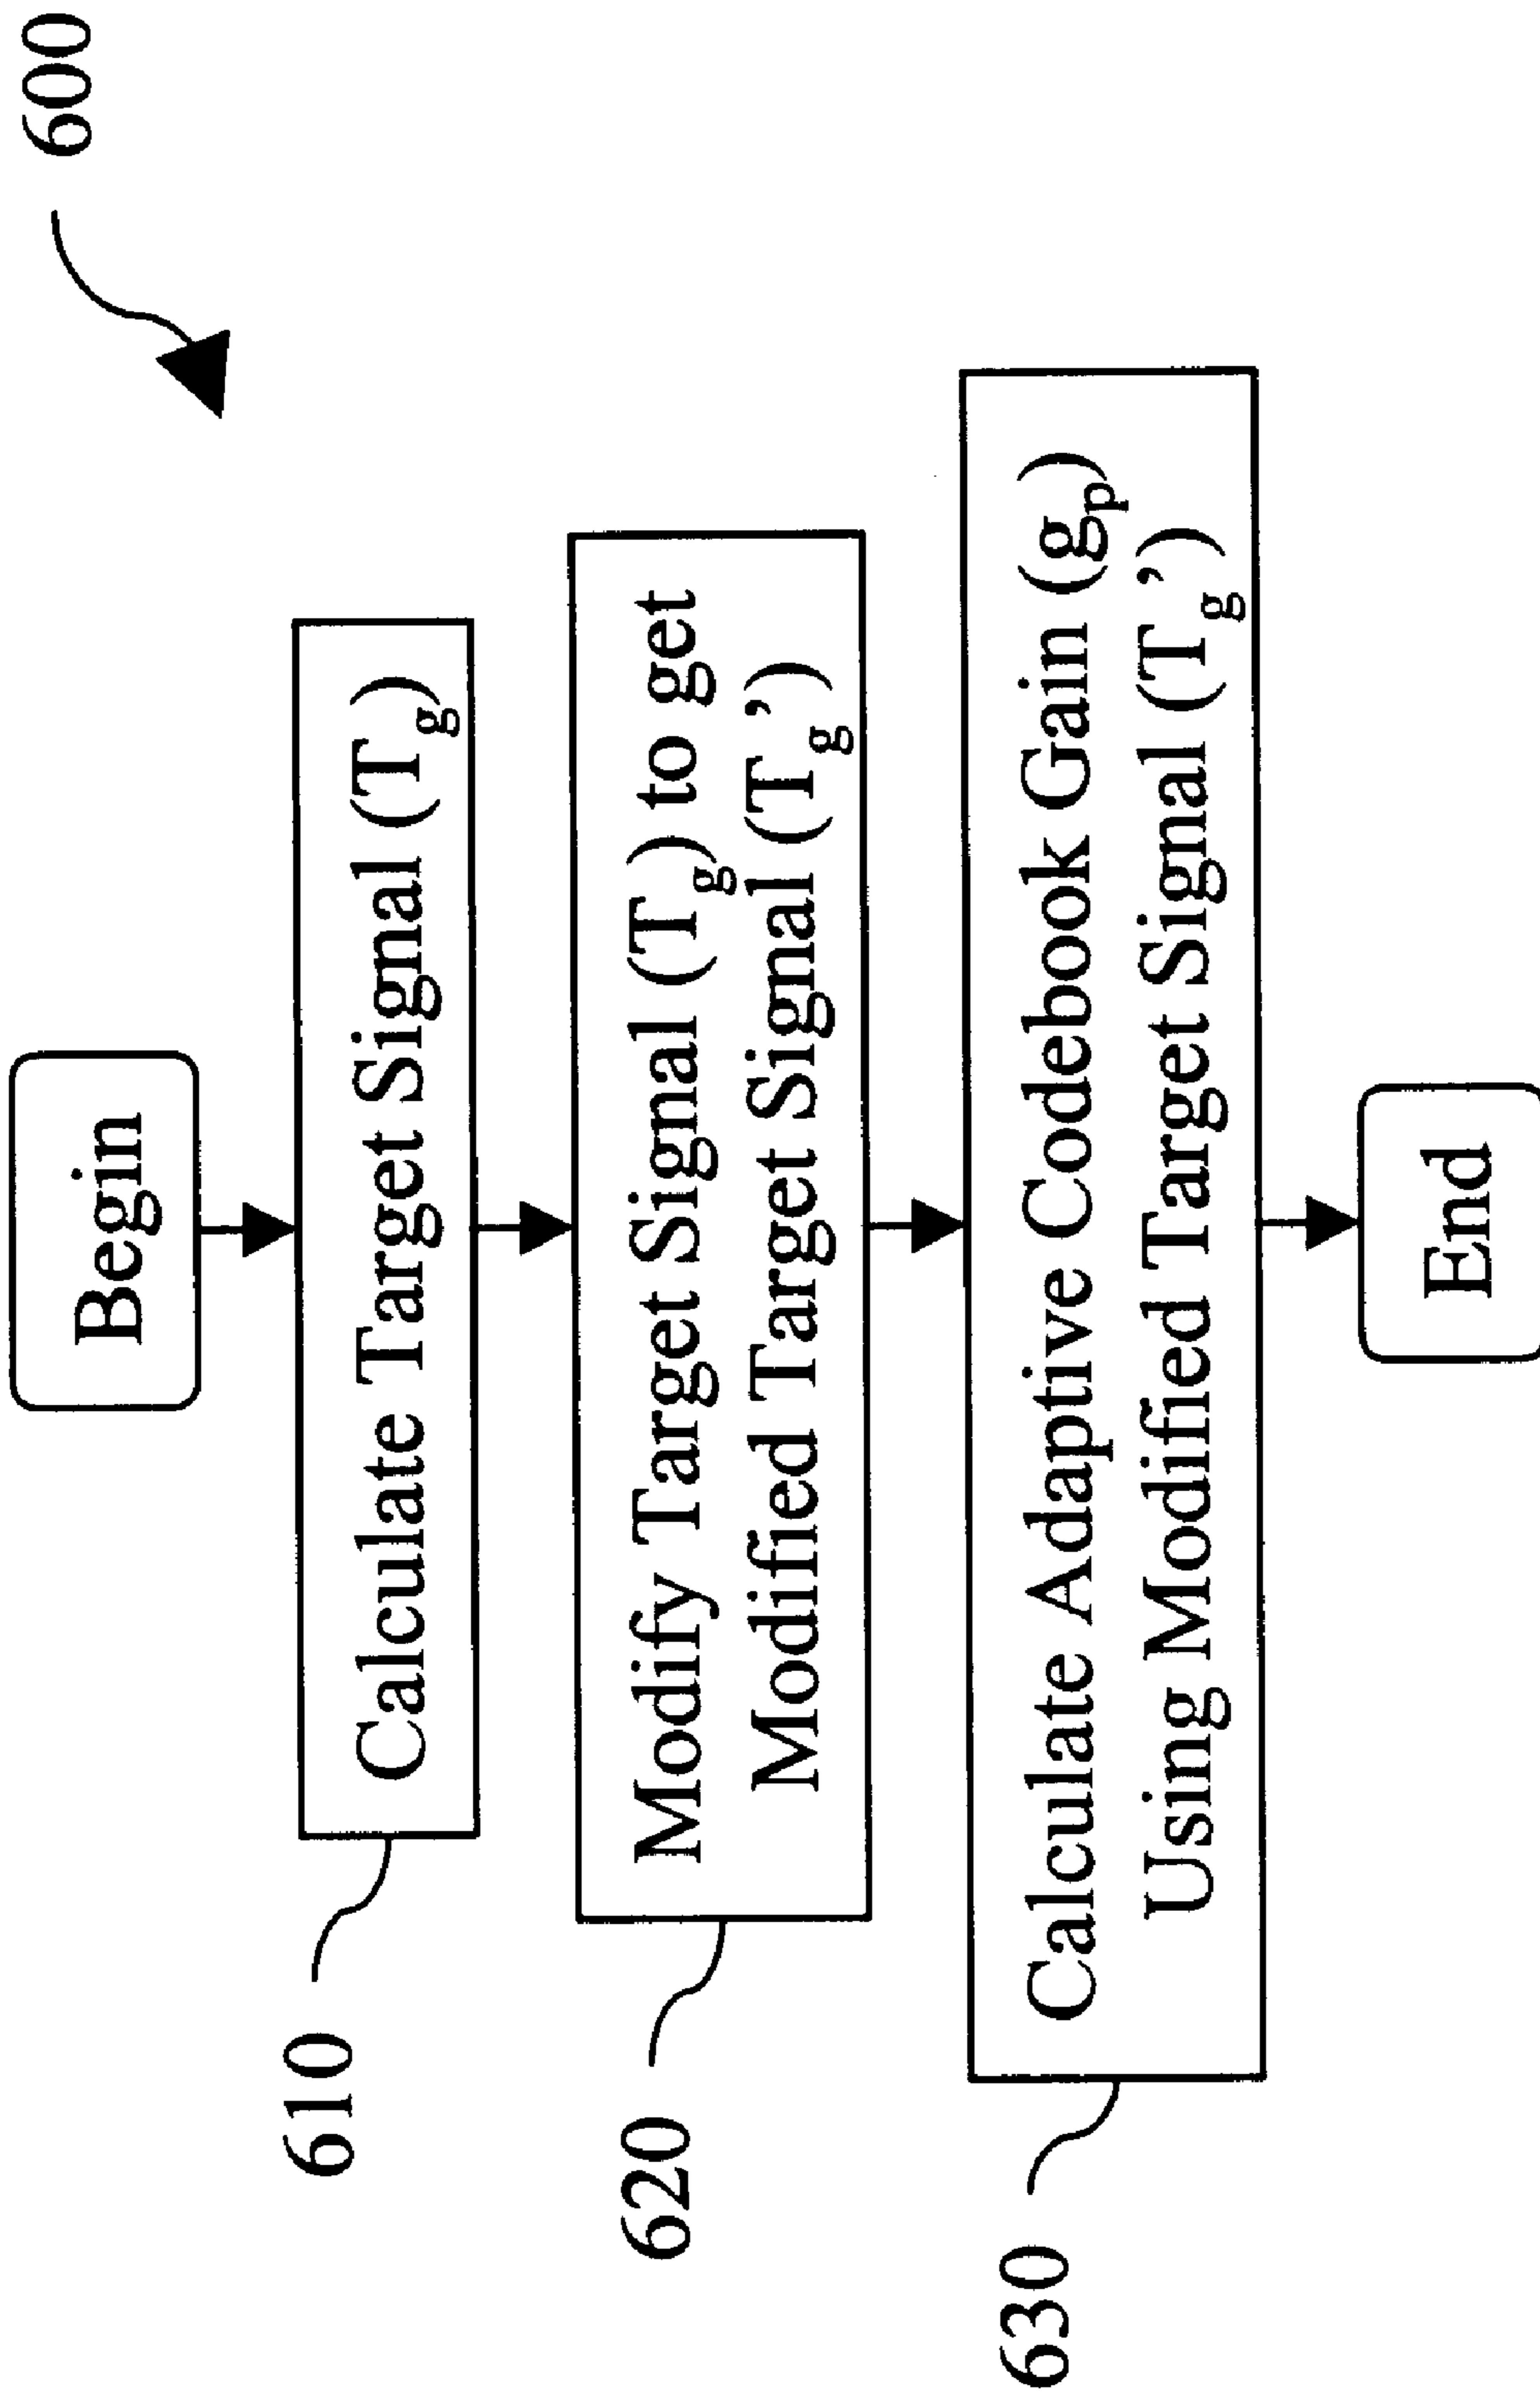 600
Begin
610
Calculate Target Signal (T_g)
620
Modify Target Signal (T_g) to get
Modified Target Signal (T_g’)
630
Calculate Adaptive Codebook Gain (g_p)
Using Modified Target Signal (T_g’)
End